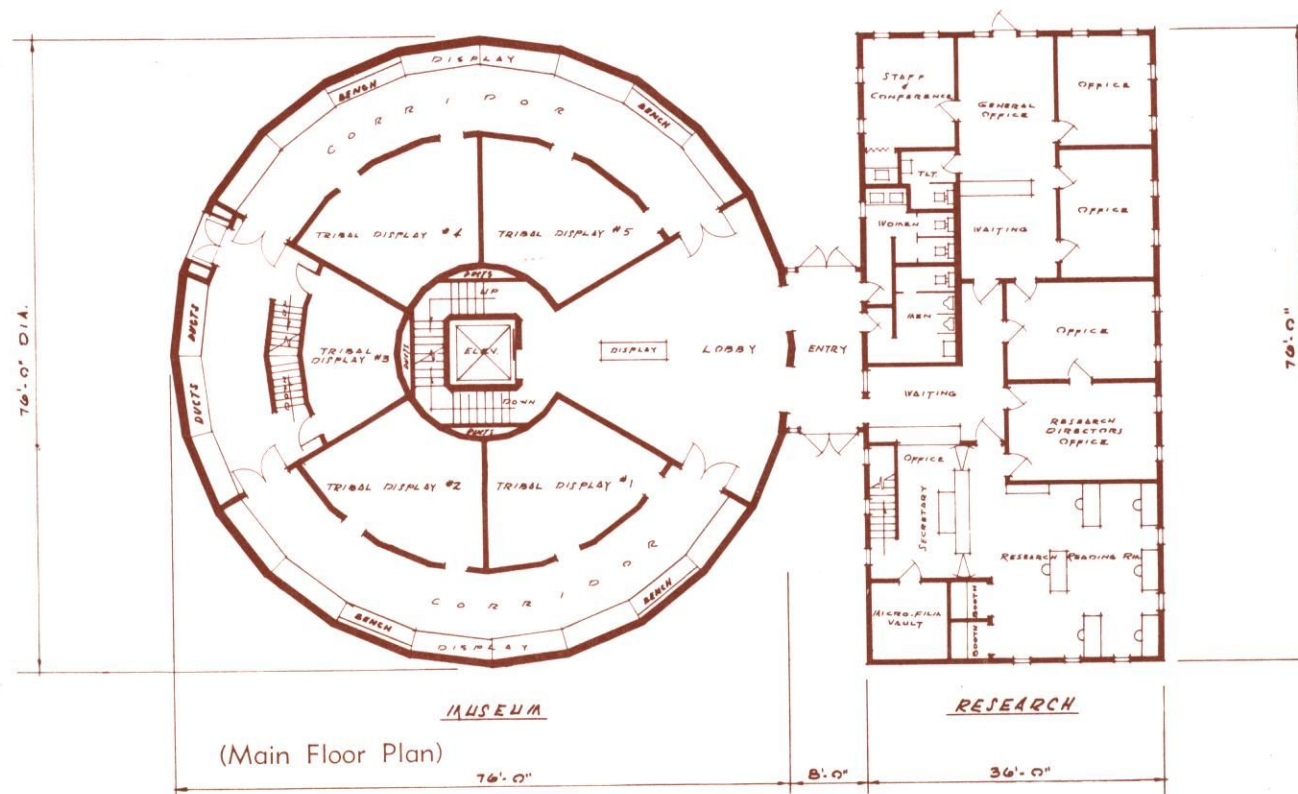 DISPLAY
BENCH
BENCH
CORRIDOR
TRIBAL DISPLAY #4
TRIBAL DISPLAY #5
DUCTS
UP
DUCTS
DUCTS
UP
DUCTS
TRIBAL
DISPLAY #3
ELEV.
DISPLAY
LOBBY
ENTRY
DOWN
DUCTS
TRIBAL DISPLAY #2
TRIBAL DISPLAY #1
CORRIDOR
BENCH
BENCH
DISPLAY
STAFF
&
CONFERENCE
GENERAL
OFFICE
OFFICE
TLT.
WOMEN
WAITING
OFFICE
MEN
OFFICE
WAITING
RESEARCH
DIRECTORS
OFFICE
OFFICE
SECRETARY
RESEARCH READING RM.
MICRO-FILM
VAULT
BOOTH
BOOTH
76'-0" DIA.
76'-0"
MUSEUM
RESEARCH
(Main Floor Plan)
76'-0"
8'-0"
36'-0"